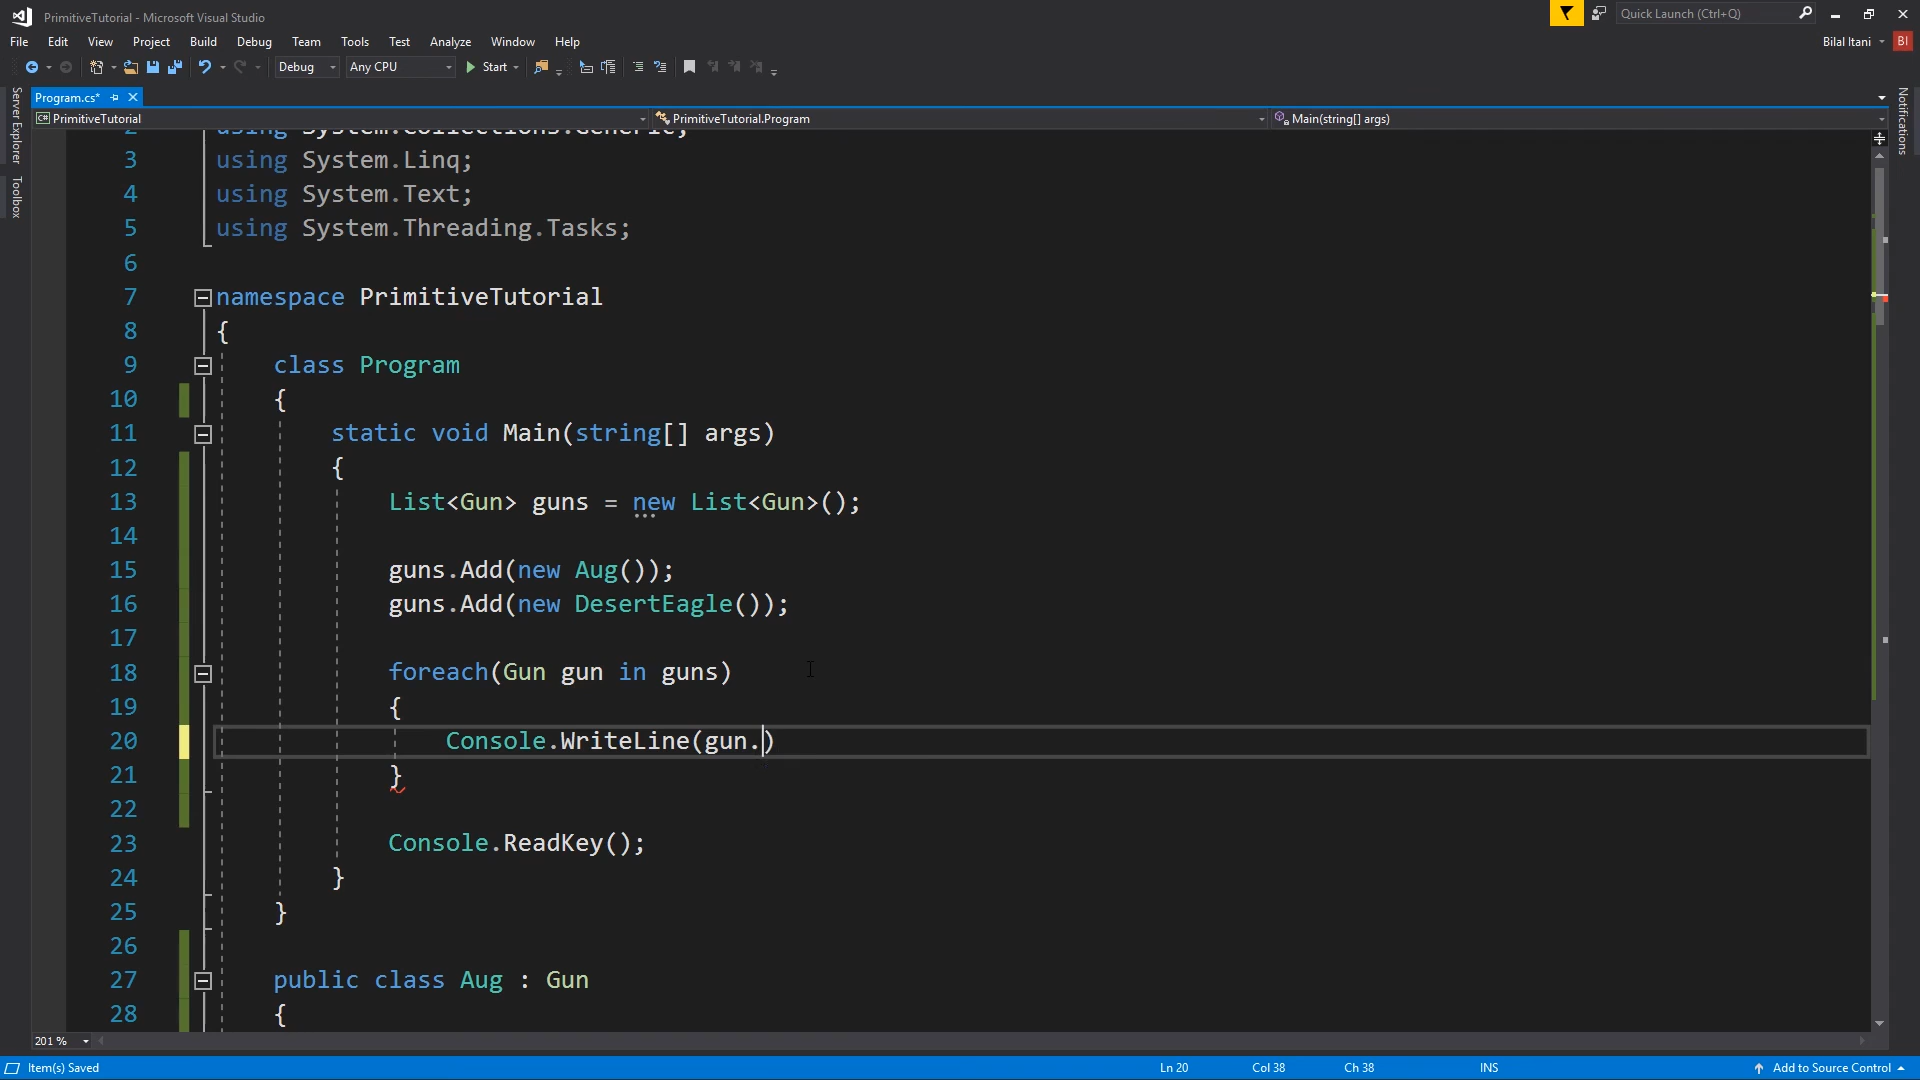 PrimitiveTutorial - Microsoft Visual Studio
Quick Launch (Ctrl+Q)
File Edit View Project Build Debug Team Tools Test Analyze Window Help
Bilal Itani BI
Debug Any CPU Start
Server Explorer
Toolbox
Notifications
Program.cs*
PrimitiveTutorial PrimitiveTutorial.Program Main(string[] args)
2 using System.Collections.Generic;
3 using System.Linq;
4 using System.Text;
5 using System.Threading.Tasks;
6
7 namespace PrimitiveTutorial
8 {
9 class Program
10 {
11 static void Main(string[] args)
12 {
13 List<Gun> guns = new List<Gun>();
14
15 guns.Add(new Aug());
16 guns.Add(new DesertEagle());
17
18 foreach(Gun gun in guns)
19 {
20 Console.WriteLine(gun.)
21 }
22
23 Console.ReadKey();
24 }
25 }
26
27 public class Aug : Gun
28 {
201 %
Item(s) Saved Ln 20 Col 38 Ch 38 INS Add to Source Control